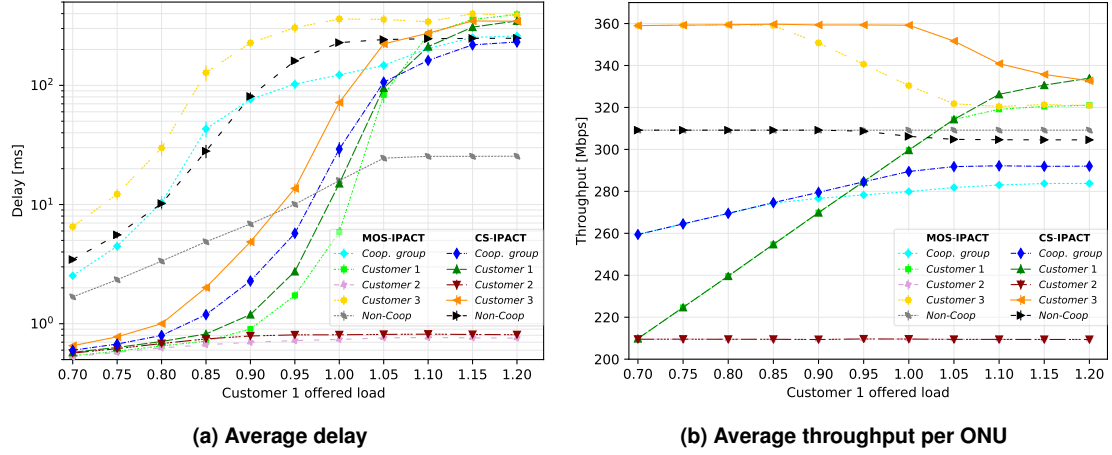 10²
10¹
10⁰
Delay [ms]
0.70 0.75 0.80 0.85 0.90 0.95 1.00 1.05 1.10 1.15 1.20
Customer 1 offered load
MOS-IPACT CS-IPACT
Coop. group Coop. group
Customer 1 Customer 1
Customer 2 Customer 2
Customer 3 Customer 3
Non-Coop Non-Coop
(a) Average delay
360
340
320
300
280
260
240
220
200
Throughput [Mbps]
0.70 0.75 0.80 0.85 0.90 0.95 1.00 1.05 1.10 1.15 1.20
Customer 1 offered load
MOS-IPACT CS-IPACT
Coop. group Coop. group
Customer 1 Customer 1
Customer 2 Customer 2
Customer 3 Customer 3
Non-Coop Non-Coop
(b) Average throughput per ONU